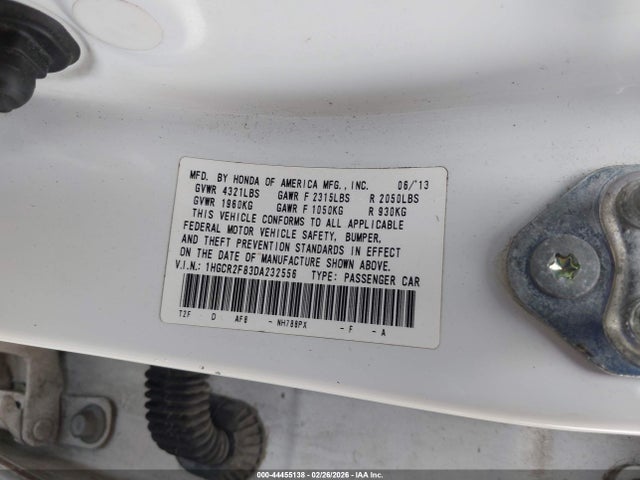 MFD. BY HONDA OF AMERICA MFG., INC. 06/'13
GVWR 4321LBS GAWR F 2315LBS R 2050LBS
GVWR 1960KG GAWR F 1050KG R 930KG
THIS VEHICLE CONFORMS TO ALL APPLICABLE
FEDERAL MOTOR VEHICLE SAFETY, BUMPER,
AND THEFT PREVENTION STANDARDS IN EFFECT
ON THE DATE OF MANUFACTURE SHOWN ABOVE.
V.I.N.: 1HGCR2F83DA232556 TYPE: PASSENGER CAR
T2F D AF8 - NH788PX - F - A
000-44455138 - 02/26/2026 - IAA Inc.